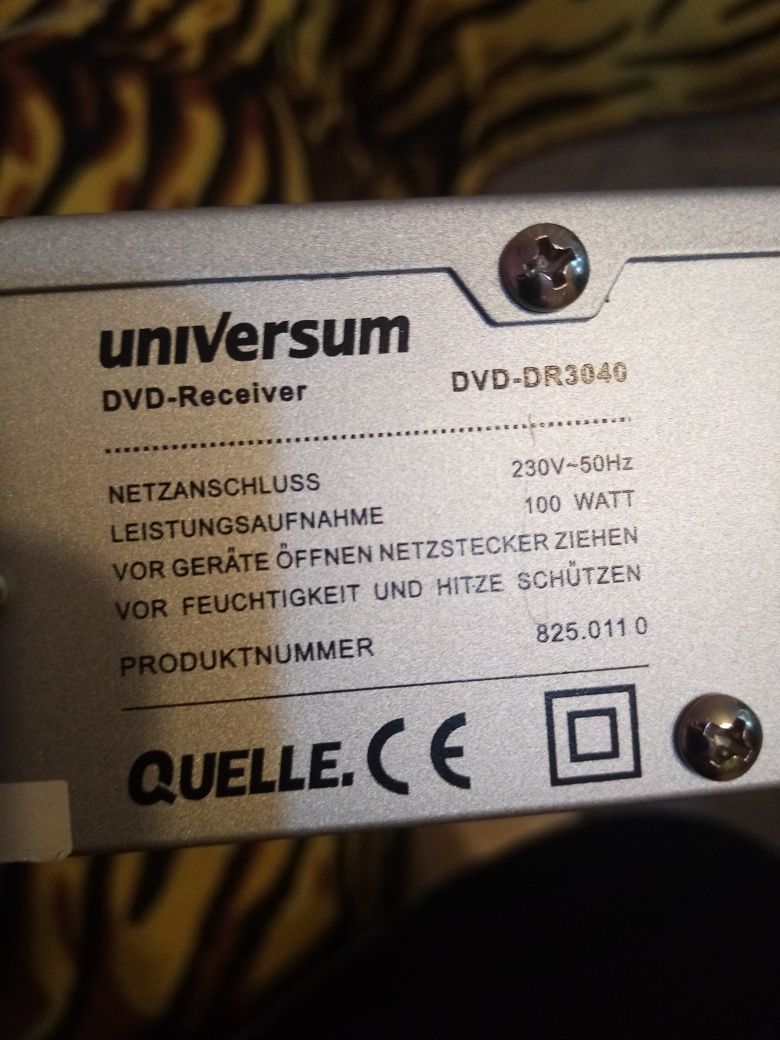 universum
DVD-Receiver DVD-DR3040
NETZANSCHLUSS 230V~50Hz
LEISTUNGSAUFNAHME 100 WATT
VOR GERÄTE ÖFFNEN NETZSTECKER ZIEHEN
VOR FEUCHTIGKEIT UND HITZE SCHÜTZEN
PRODUKTNUMMER 825.011 0
QUELLE. CE